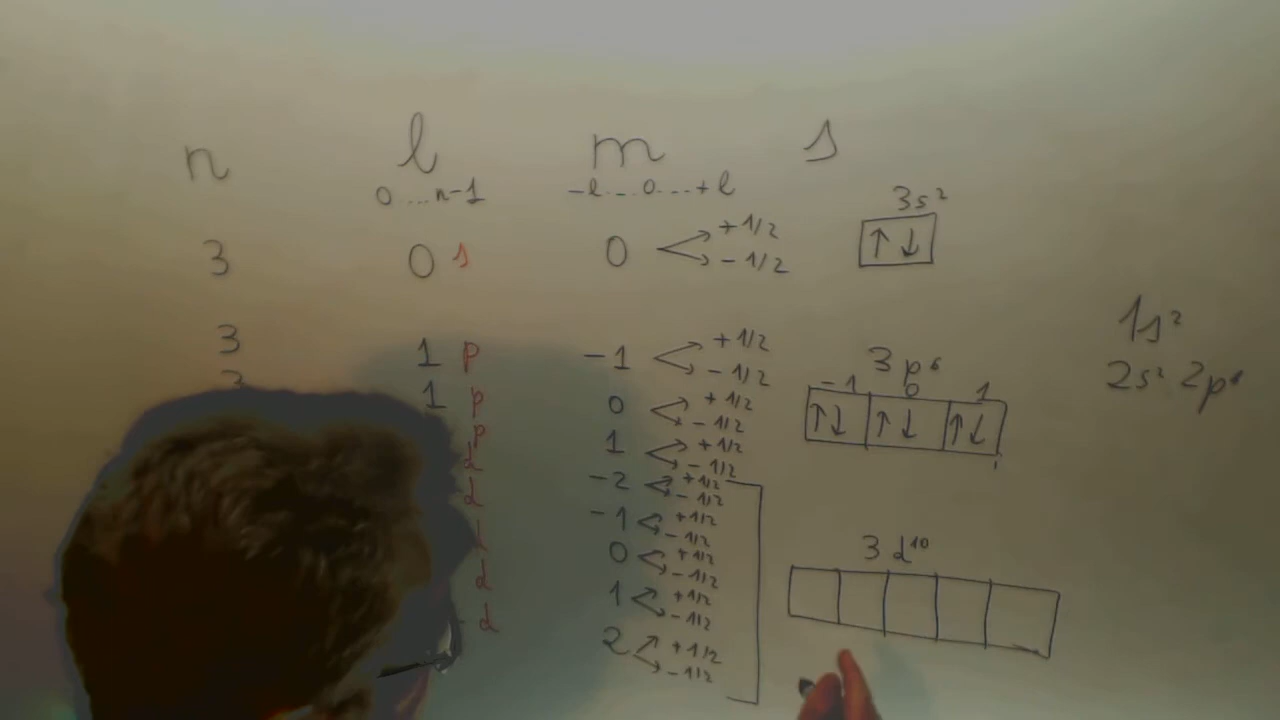 n l m s
0...n-1 -l...0...+l
3s²
3 0 s 0 +1/2
-1/2
↑↓
1s²
2s² 2p⁶
3 1 p -1 +1/2
-1/2
3p⁶
-1 0 1
↑↓ ↑↓ ↑↓
1 p 0 +1/2
-1/2
p 1 +1/2
-1/2
d -2 +1/2
-1/2
d -1 +1/2
-1/2
0 +1/2
-1/2
3d¹⁰
d 1 +1/2
-1/2
d 2 +1/2
-1/2